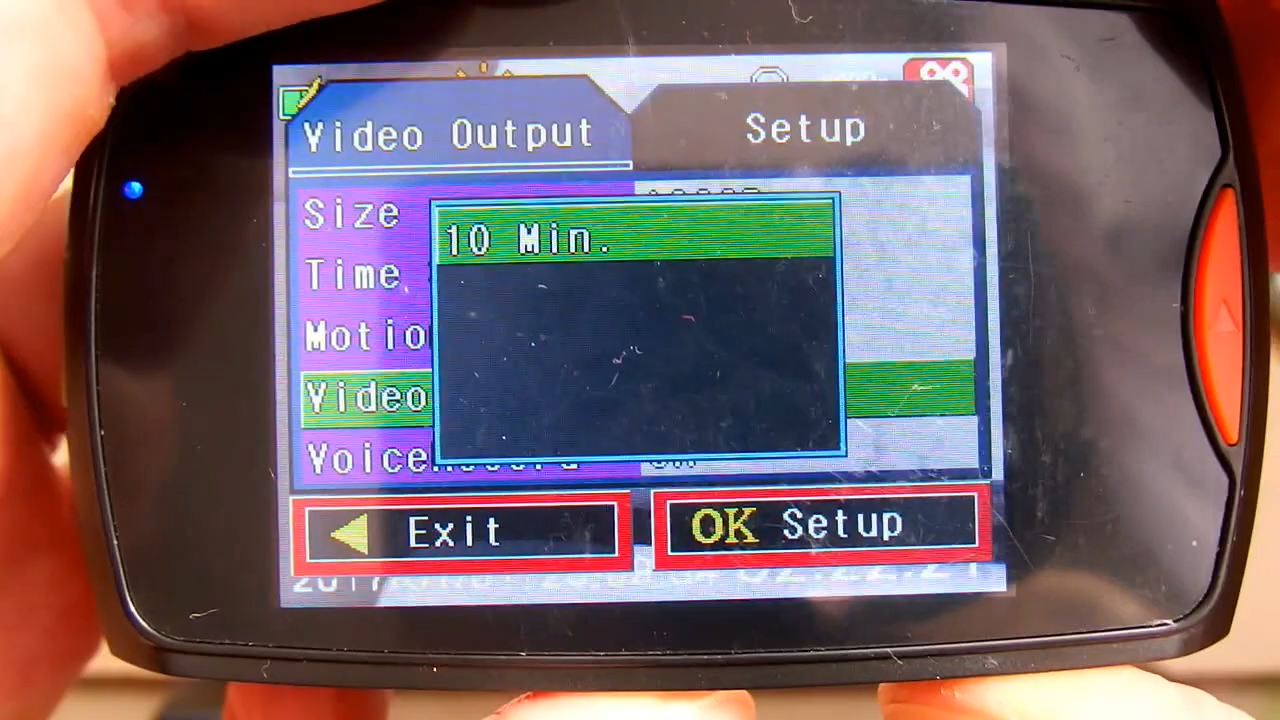 Video Output
Setup
Size
10 Min.
Time
Motio
Video
Voice
Exit
OK Setup